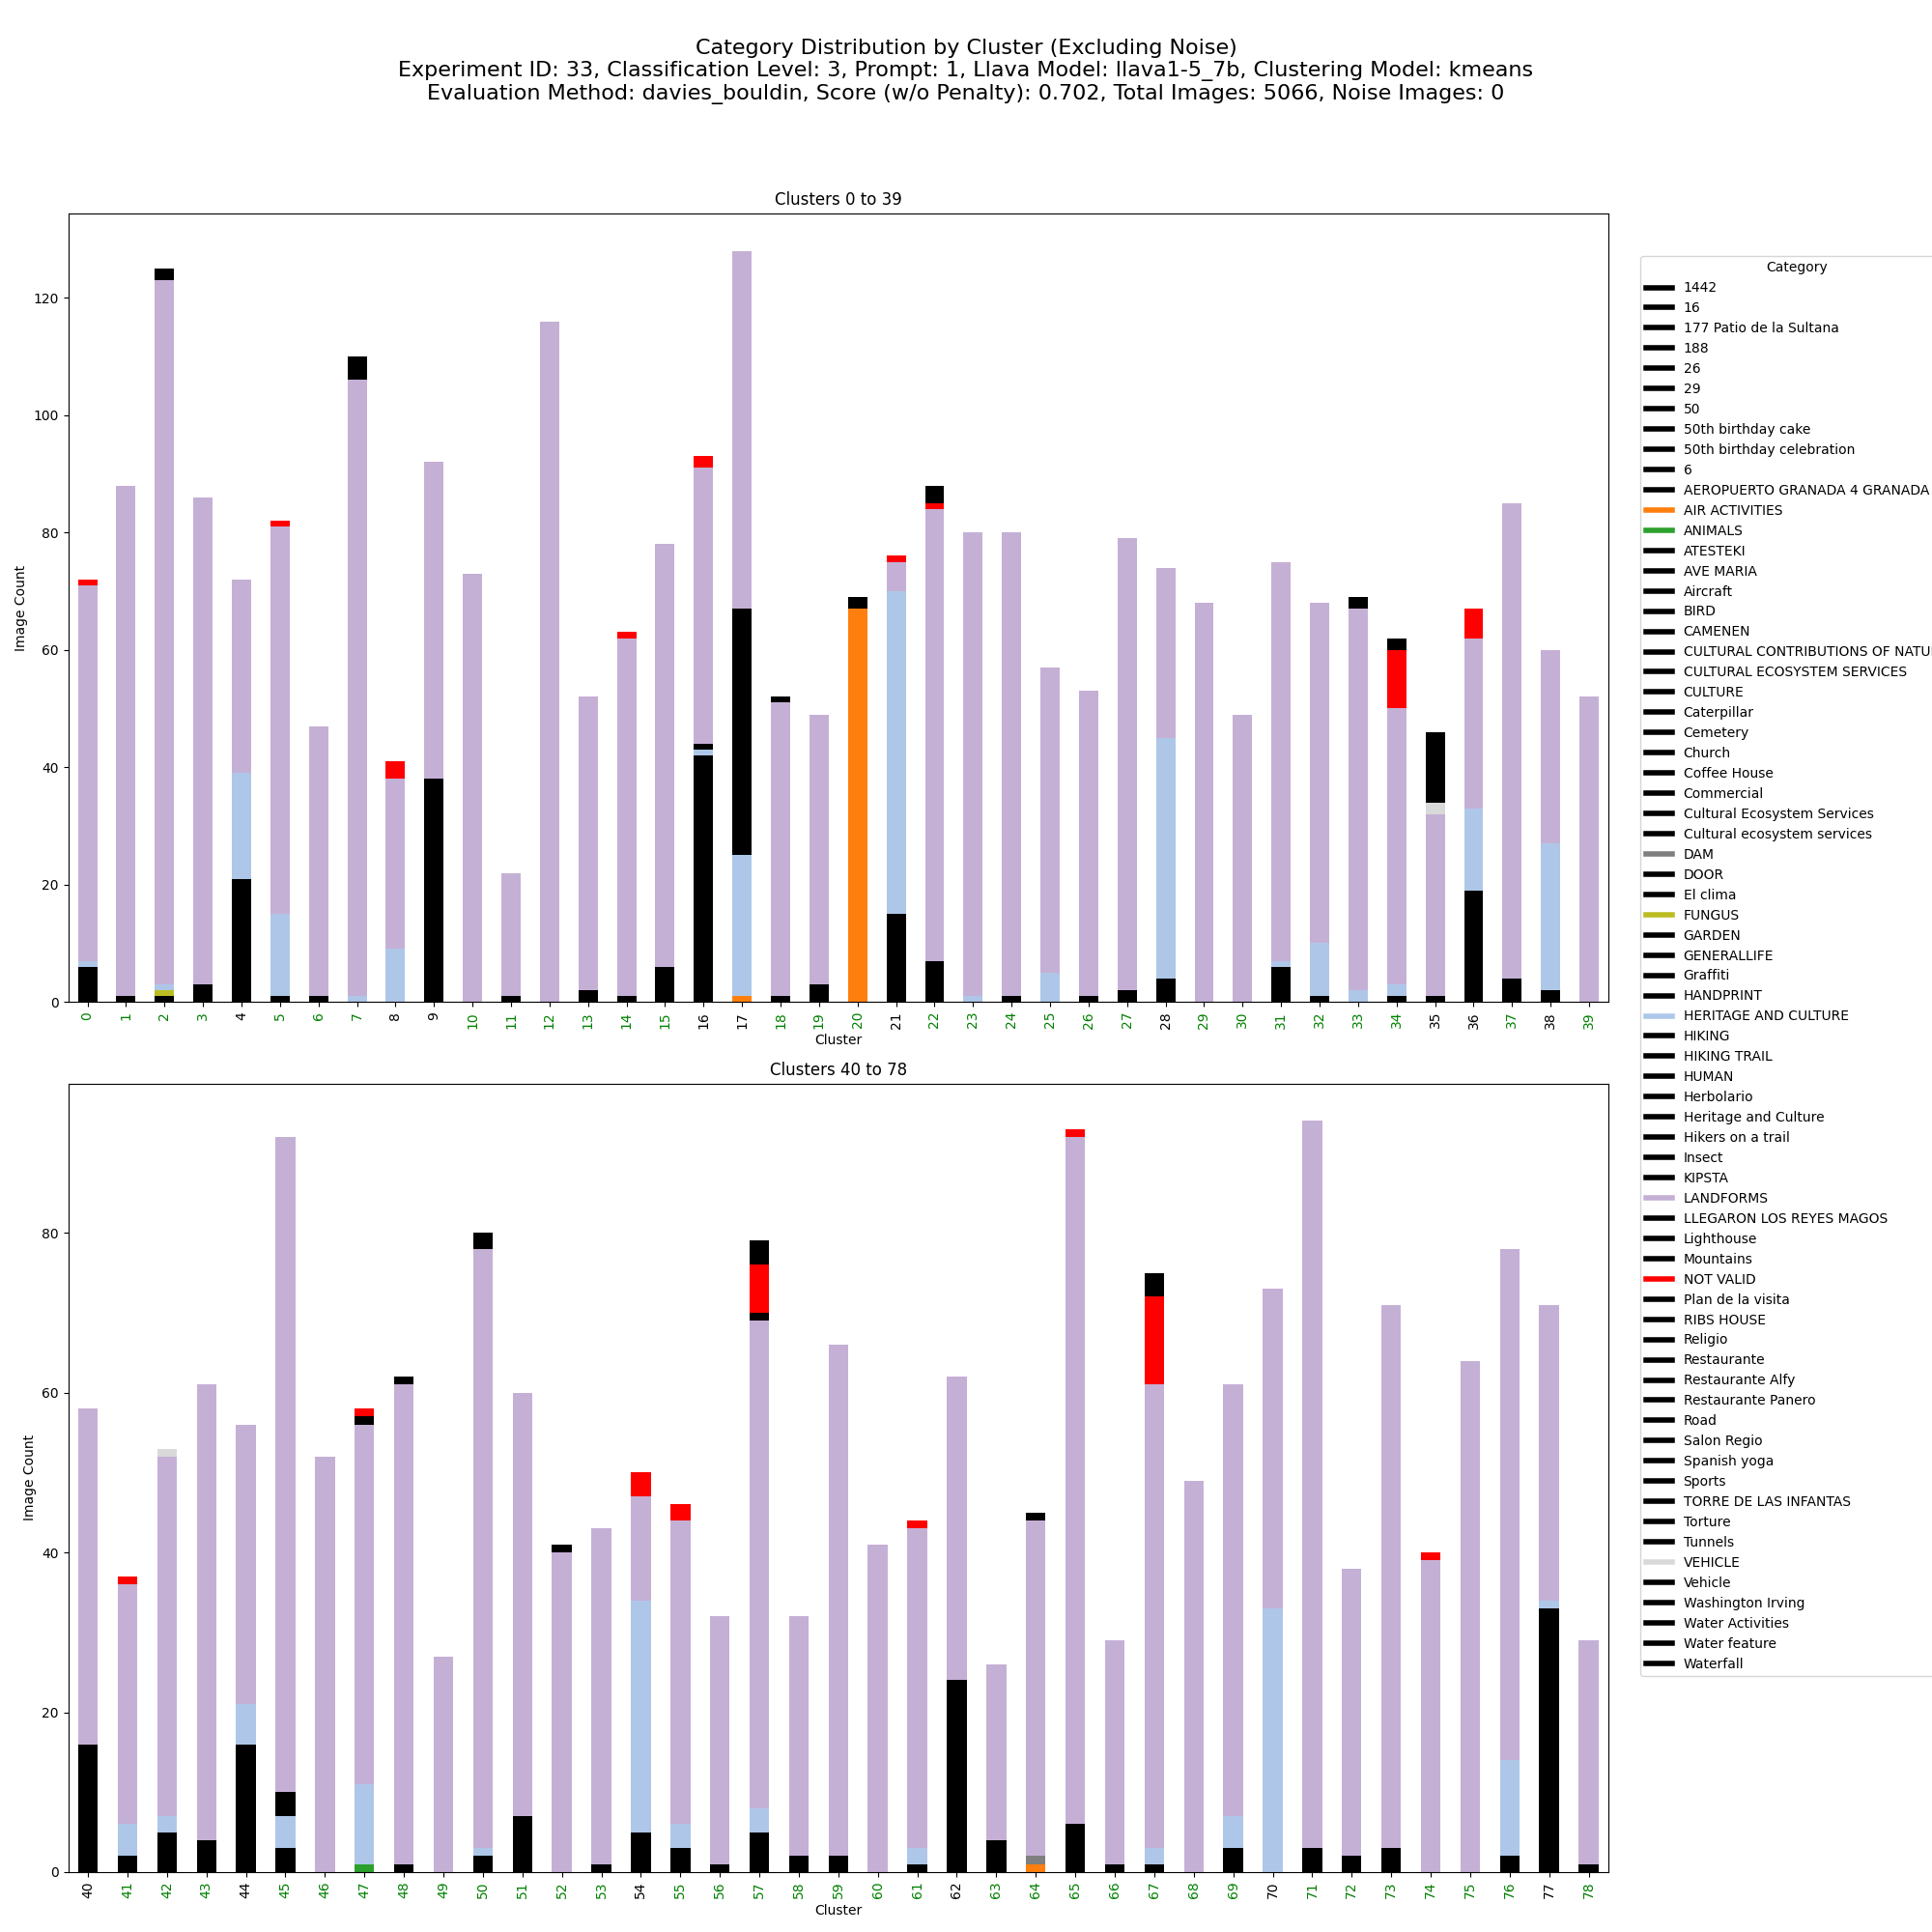 Category Distribution by Cluster (Excluding Noise)
Experiment ID: 33, Classification Level: 3, Prompt: 1, Llava Model: llava1-5_7b, Clustering Model: kmeans
Evaluation Method: davies_bouldin, Score (w/o Penalty): 0.702, Total Images: 5066, Noise Images: 0
Clusters 0 to 39
120
100
80
60
40
20
0
Image Count
0 1 2 3 4 5 6 7 8 9 10 11 12 13 14 15 16 17 18 19 20 21 22 23 24 25 26 27 28 29 30 31 32 33 34 35 36 37 38 39
Cluster
Clusters 40 to 78
80
60
40
20
0
Image Count
40 41 42 43 44 45 46 47 48 49 50 51 52 53 54 55 56 57 58 59 60 61 62 63 64 65 66 67 68 69 70 71 72 73 74 75 76 77 78
Cluster
Category
1442
16
177 Patio de la Sultana
188
26
29
50
50th birthday cake
50th birthday celebration
6
AEROPUERTO GRANADA 4 GRANADA
AIR ACTIVITIES
ANIMALS
ATESTEKI
AVE MARIA
Aircraft
BIRD
CAMENEN
CULTURAL CONTRIBUTIONS OF
CULTURAL ECOSYSTEM SERVICES
CULTURE
Caterpillar
Cemetery
Church
Coffee House
Commercial
Cultural Ecosystem Services
Cultural ecosystem services
DAM
DOOR
El clima
FUNGUS
GARDEN
GENERALLIFE
Graffiti
HANDPRINT
HERITAGE AND CULTURE
HIKING
HIKING TRAIL
HUMAN
Herbolario
Heritage and Culture
Hikers on a trail
Insect
KIPSTA
LANDFORMS
LLEGARON LOS REYES MAGOS
Lighthouse
Mountains
NOT VALID
Plan de la visita
RIBS HOUSE
Religio
Restaurante
Restaurante Alfy
Restaurante Panero
Road
Salon Regio
Spanish yoga
Sports
TORRE DE LAS INFANTAS
Torture
Tunnels
VEHICLE
Vehicle
Washington Irving
Water Activities
Water feature
Waterfall